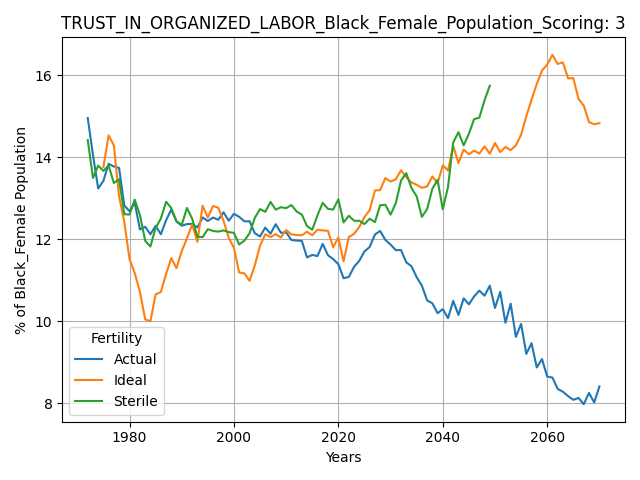 TRUST_IN_ORGANIZED_LABOR_Black_Female_Population_Scoring: 3
% of Black_Female Population
16
14
12
10
8
Fertility
Actual
Ideal
Sterile
1980
2000
2020
2040
2060
Years